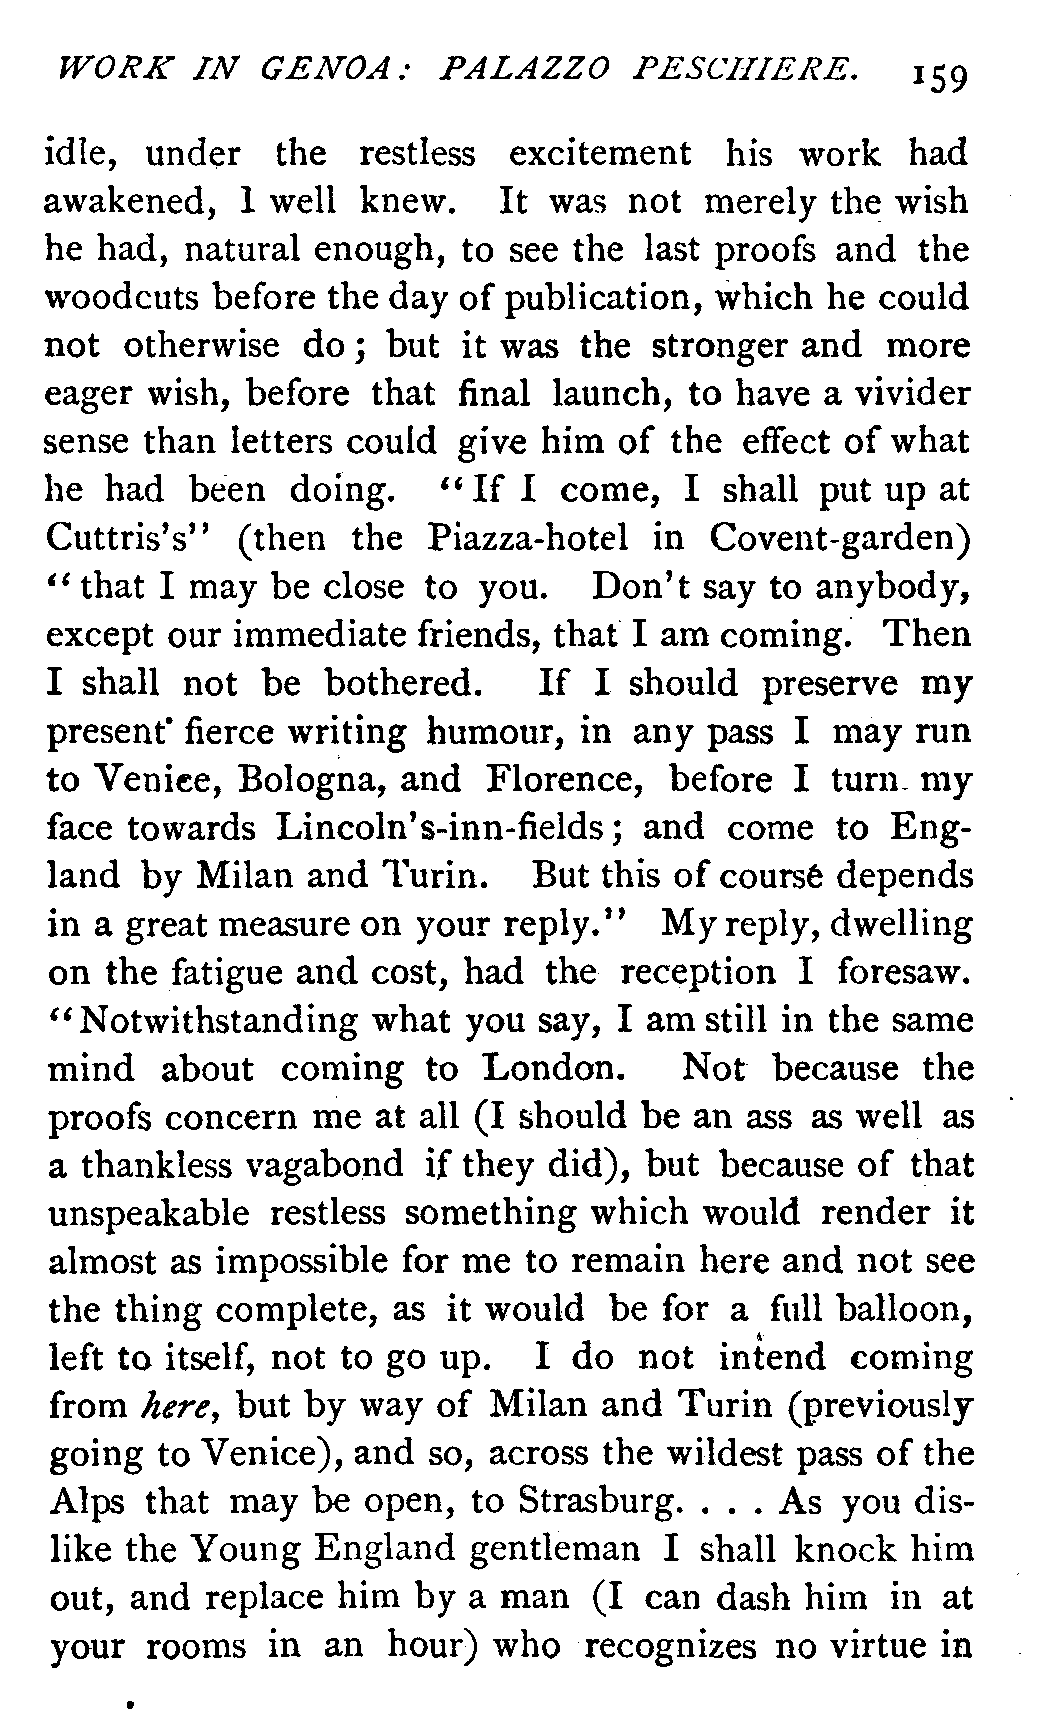 WORK IN GENOA: PALAZZO PESCHIERE. 159
idle, under the restless excitement his work had
awakened, I well knew. It was not merely the wish
he had, natural enough, to see the last proofs and the
woodcuts before the day of publication, which he could
not otherwise do; but it was the stronger and more
eager wish, before that final launch, to have a vivider
sense than letters could give him of the effect of what
he had been doing. "If I come, I shall put up at
Cuttris's" (then the Piazza-hotel in Covent-garden)
"that I may be close to you. Don't say to anybody,
except our immediate friends, that I am coming. Then
I shall not be bothered. If I should preserve my
present fierce writing humour, in any pass I may run
to Venice, Bologna, and Florence, before I turn my
face towards Lincoln's-inn-fields; and come to Eng-
land by Milan and Turin. But this of course depends
in a great measure on your reply." My reply, dwelling
on the fatigue and cost, had the reception I foresaw.
"Notwithstanding what you say, I am still in the same
mind about coming to London. Not because the
proofs concern me at all (I should be an ass as well as
a thankless vagabond if they did), but because of that
unspeakable restless something which would render it
almost as impossible for me to remain here and not see
the thing complete, as it would be for a full balloon,
left to itself, not to go up. I do not intend coming
from here, but by way of Milan and Turin (previously
going to Venice), and so, across the wildest pass of the
Alps that may be open, to Strasburg. . . . As you dis-
like the Young England gentleman I shall knock him
out, and replace him by a man (I can dash him in at
your rooms in an hour) who recognizes no virtue in